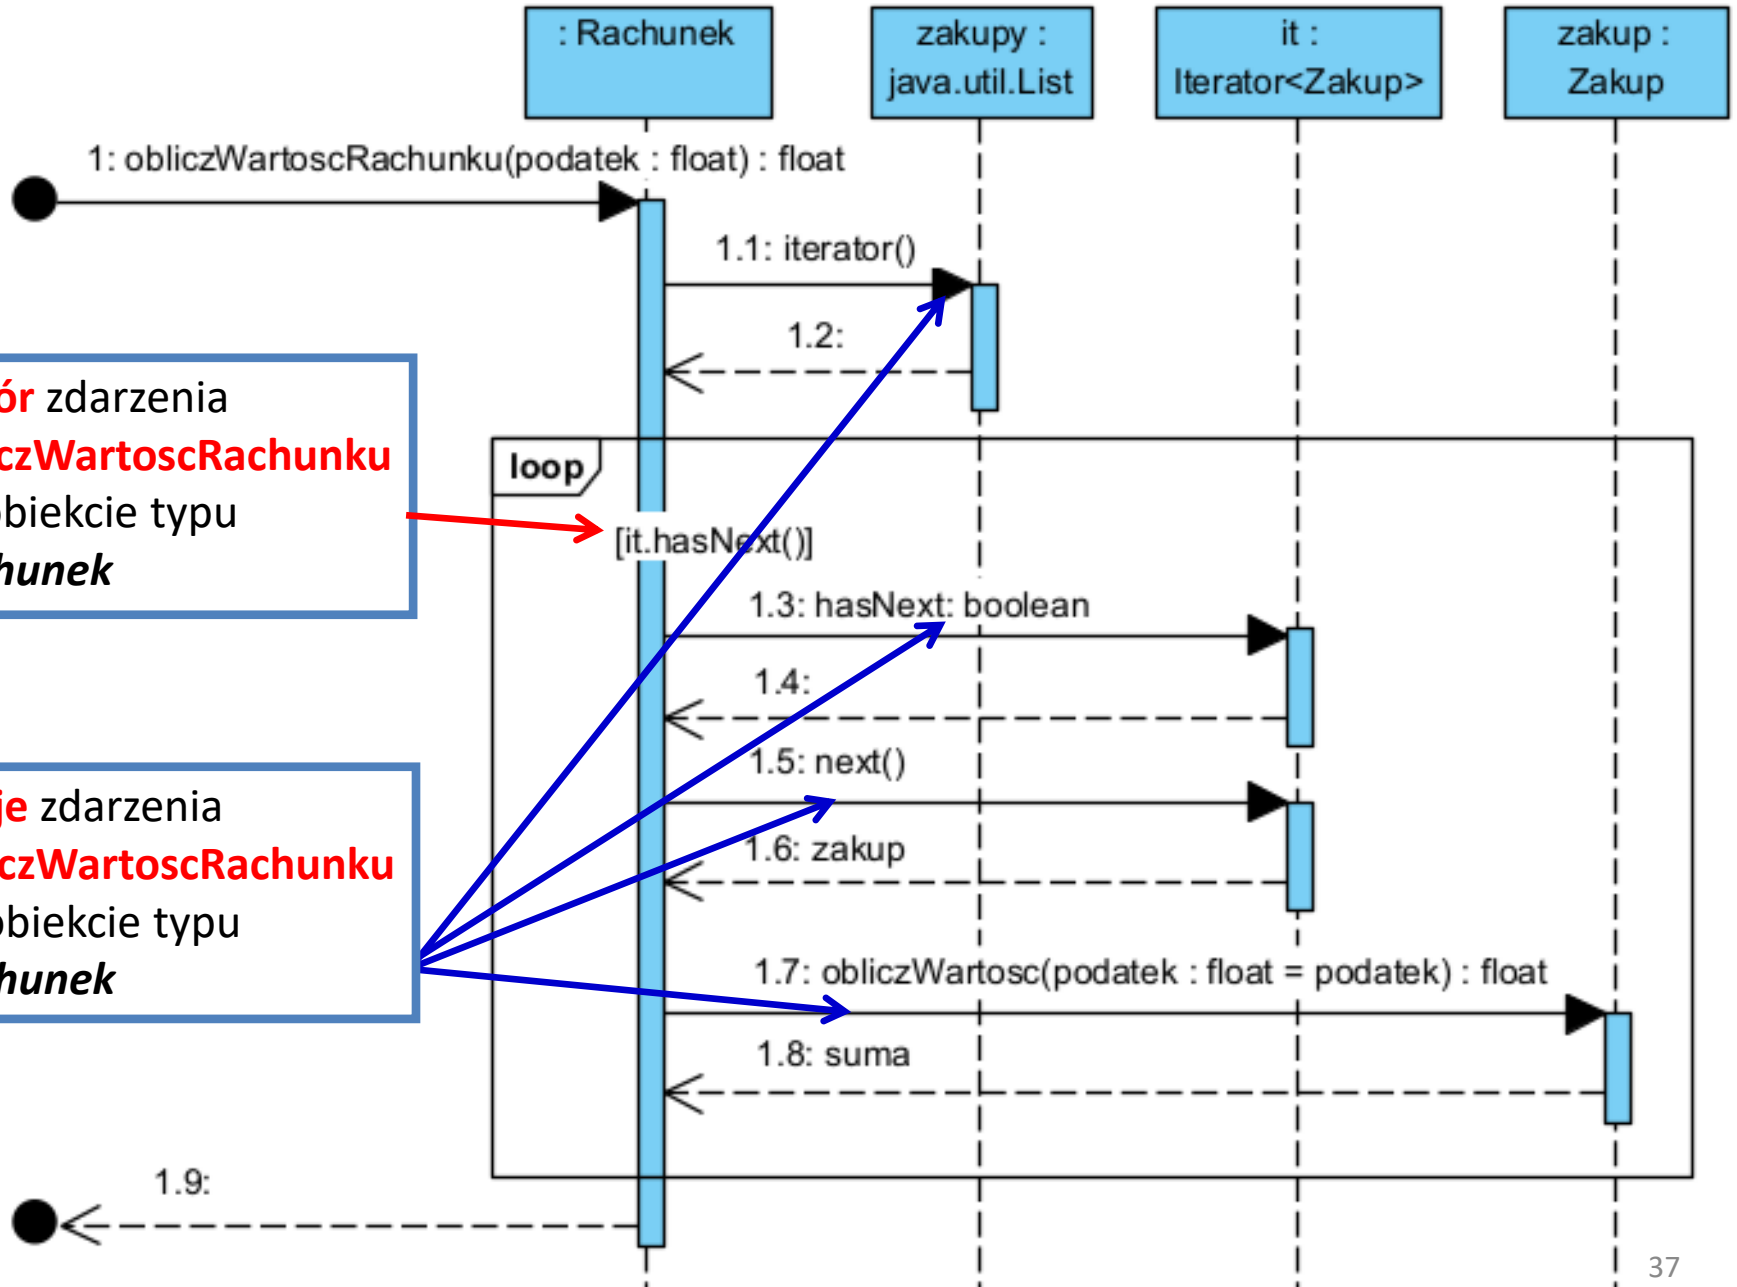 : Rachunek
zakupy :
java.util.List
it :
Iterator<Zakup>
zakup :
Zakup
1: obliczWartoscRachunku(podatek : float) : float
1.1: iterator()
1.2:
ór zdarzenia
czWartoscRachunku
obiekcie typu
hunek
loop
[it.hasNext()]
1.3: hasNext: boolean
1.4:
1.5: next()
je zdarzenia
czWartoscRachunku
obiekcie typu
hunek
1.6: zakup
1.7: obliczWartosc(podatek : float = podatek) : float
1.8: suma
1.9:
37